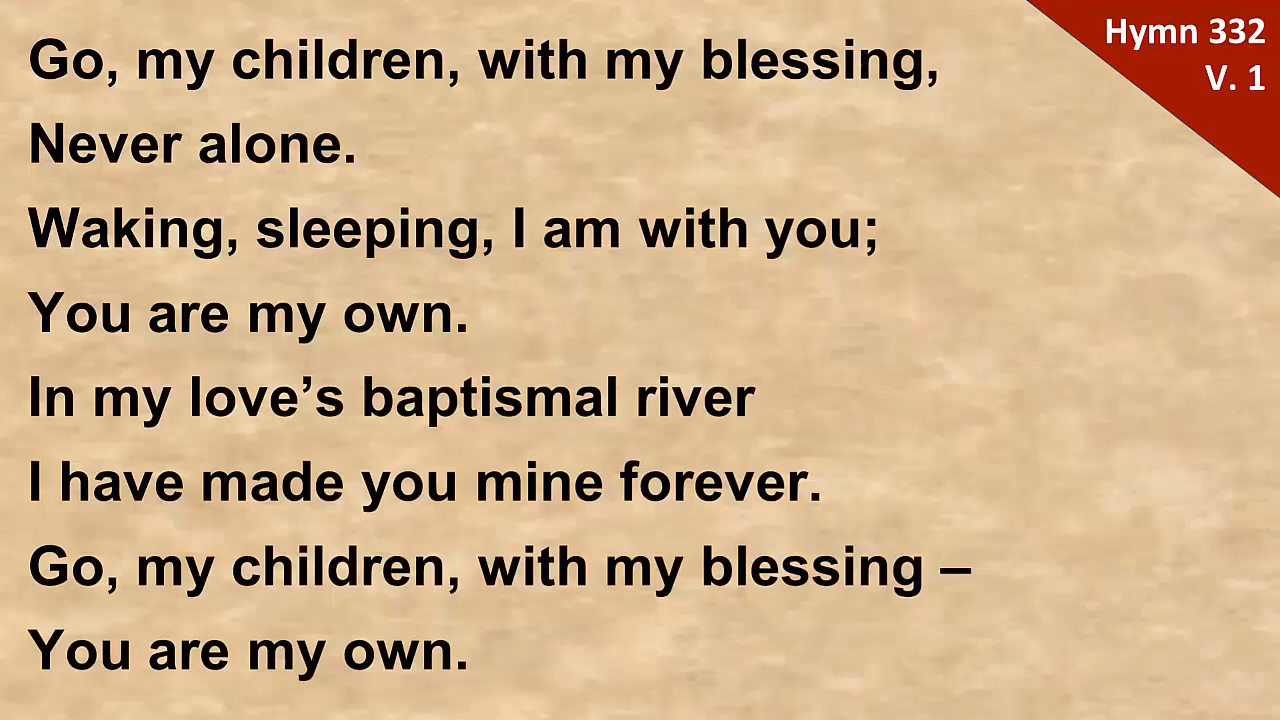 Go, my children, with my blessing,
Never alone.
Waking, sleeping, I am with you;
You are my own.
In my love’s baptismal river
I have made you mine forever.
Go, my children, with my blessing –
You are my own.
Hymn 332
V. 1